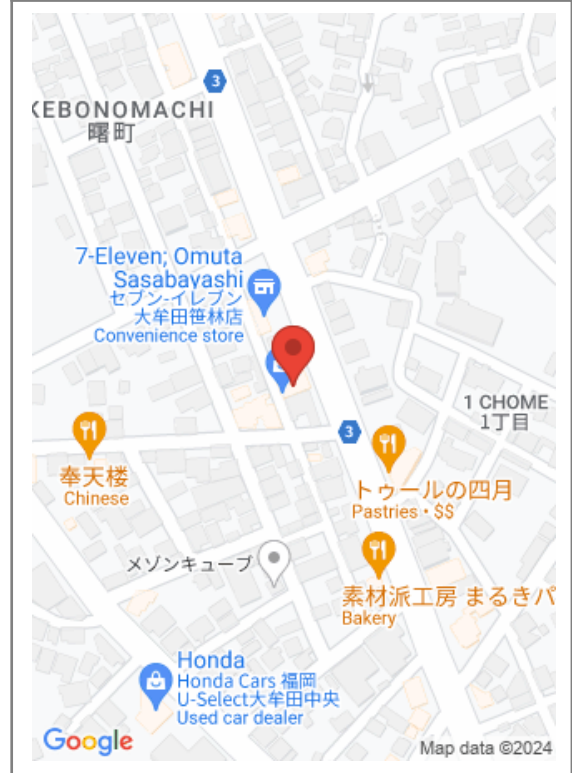 3
KEBONOMACHI
曙町
7-Eleven; Omuta
Sasabayashi
セブン-イレブン
大牟田笹林店
Convenience store
1 CHOME
1丁目
3
奉天楼
Chinese
トゥールの四月
Pastries • $$
メゾンキューブ
素材派工房 まるきパ
Bakery
Honda
Honda Cars 福岡
U-Select大牟田中央
Used car dealer
Google
Map data ©2024